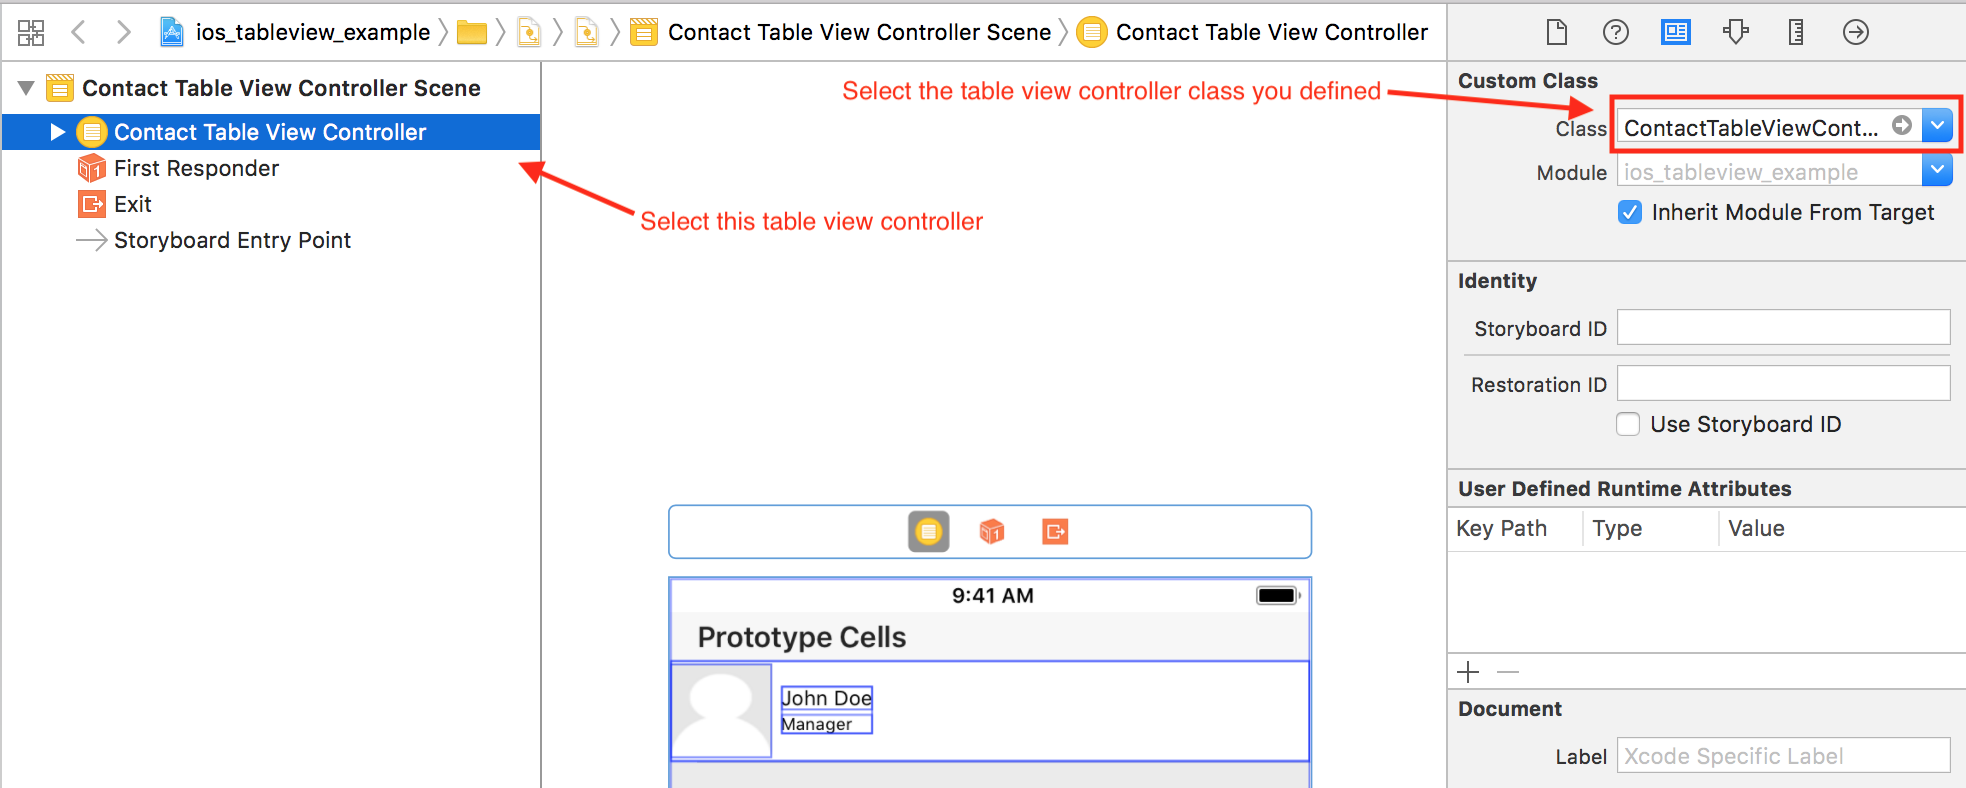 ios_tableview_example Contact Table View Controller Scene Contact Table View Controller
Contact Table View Controller Scene
Contact Table View Controller
First Responder
Exit
Storyboard Entry Point
Select the table view controller class you defined
Select this table view controller
9:41 AM
Prototype Cells
John Doe
Manager
Custom Class
Class ContactTableViewCont...
Module ios_tableview_example
Inherit Module From Target
Identity
Storyboard ID
Restoration ID
Use Storyboard ID
User Defined Runtime Attributes
Key Path Type Value
Document
Label Xcode Specific Label